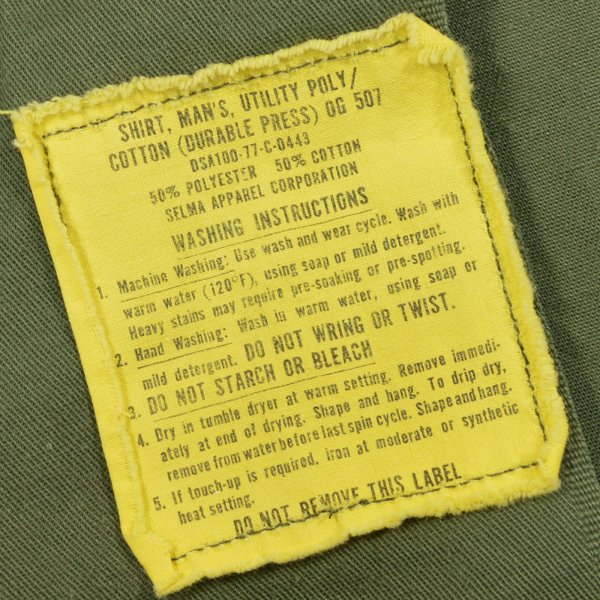 SHIRT, MAN'S, UTILITY POLY/
COTTON (DURABLE PRESS) OG 507
DSA100-77-C-0443
50% POLYESTER 50% COTTON
SELMA APPAREL CORPORATION
WASHING INSTRUCTIONS
1. Machine Washing: Use wash and wear cycle. Wash with
warm water (120°F), using soap or mild detergent.
Heavy stains may require pre-soaking or pre-spotting.
2. Hand Washing: Wash in warm water, using soap or
mild detergent. DO NOT WRING OR TWIST.
3. DO NOT STARCH OR BLEACH
4. Dry in tumble dryer at warm setting. Remove immedi-
ately at end of drying. Shape and hang. To drip dry,
remove from water before last spin cycle. Shape and hang.
5. If touch-up is required, iron at moderate or synthetic
heat setting.
DO NOT REMOVE THIS LABEL